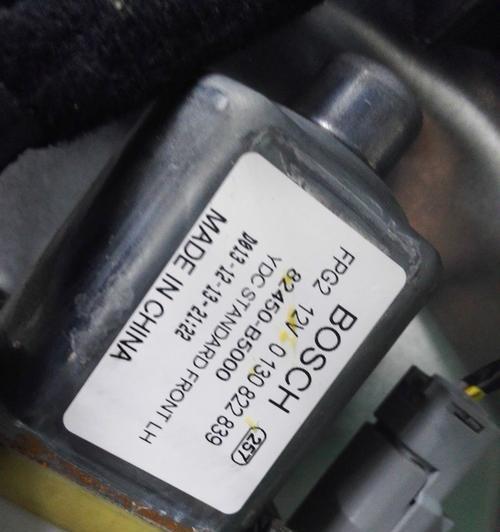 BOSCH
FPG2 12V 0 130 822 839 257
82450-B5000
YDC STANDARD FRONT LH
D013-12-13-21:22
MADE IN CHINA